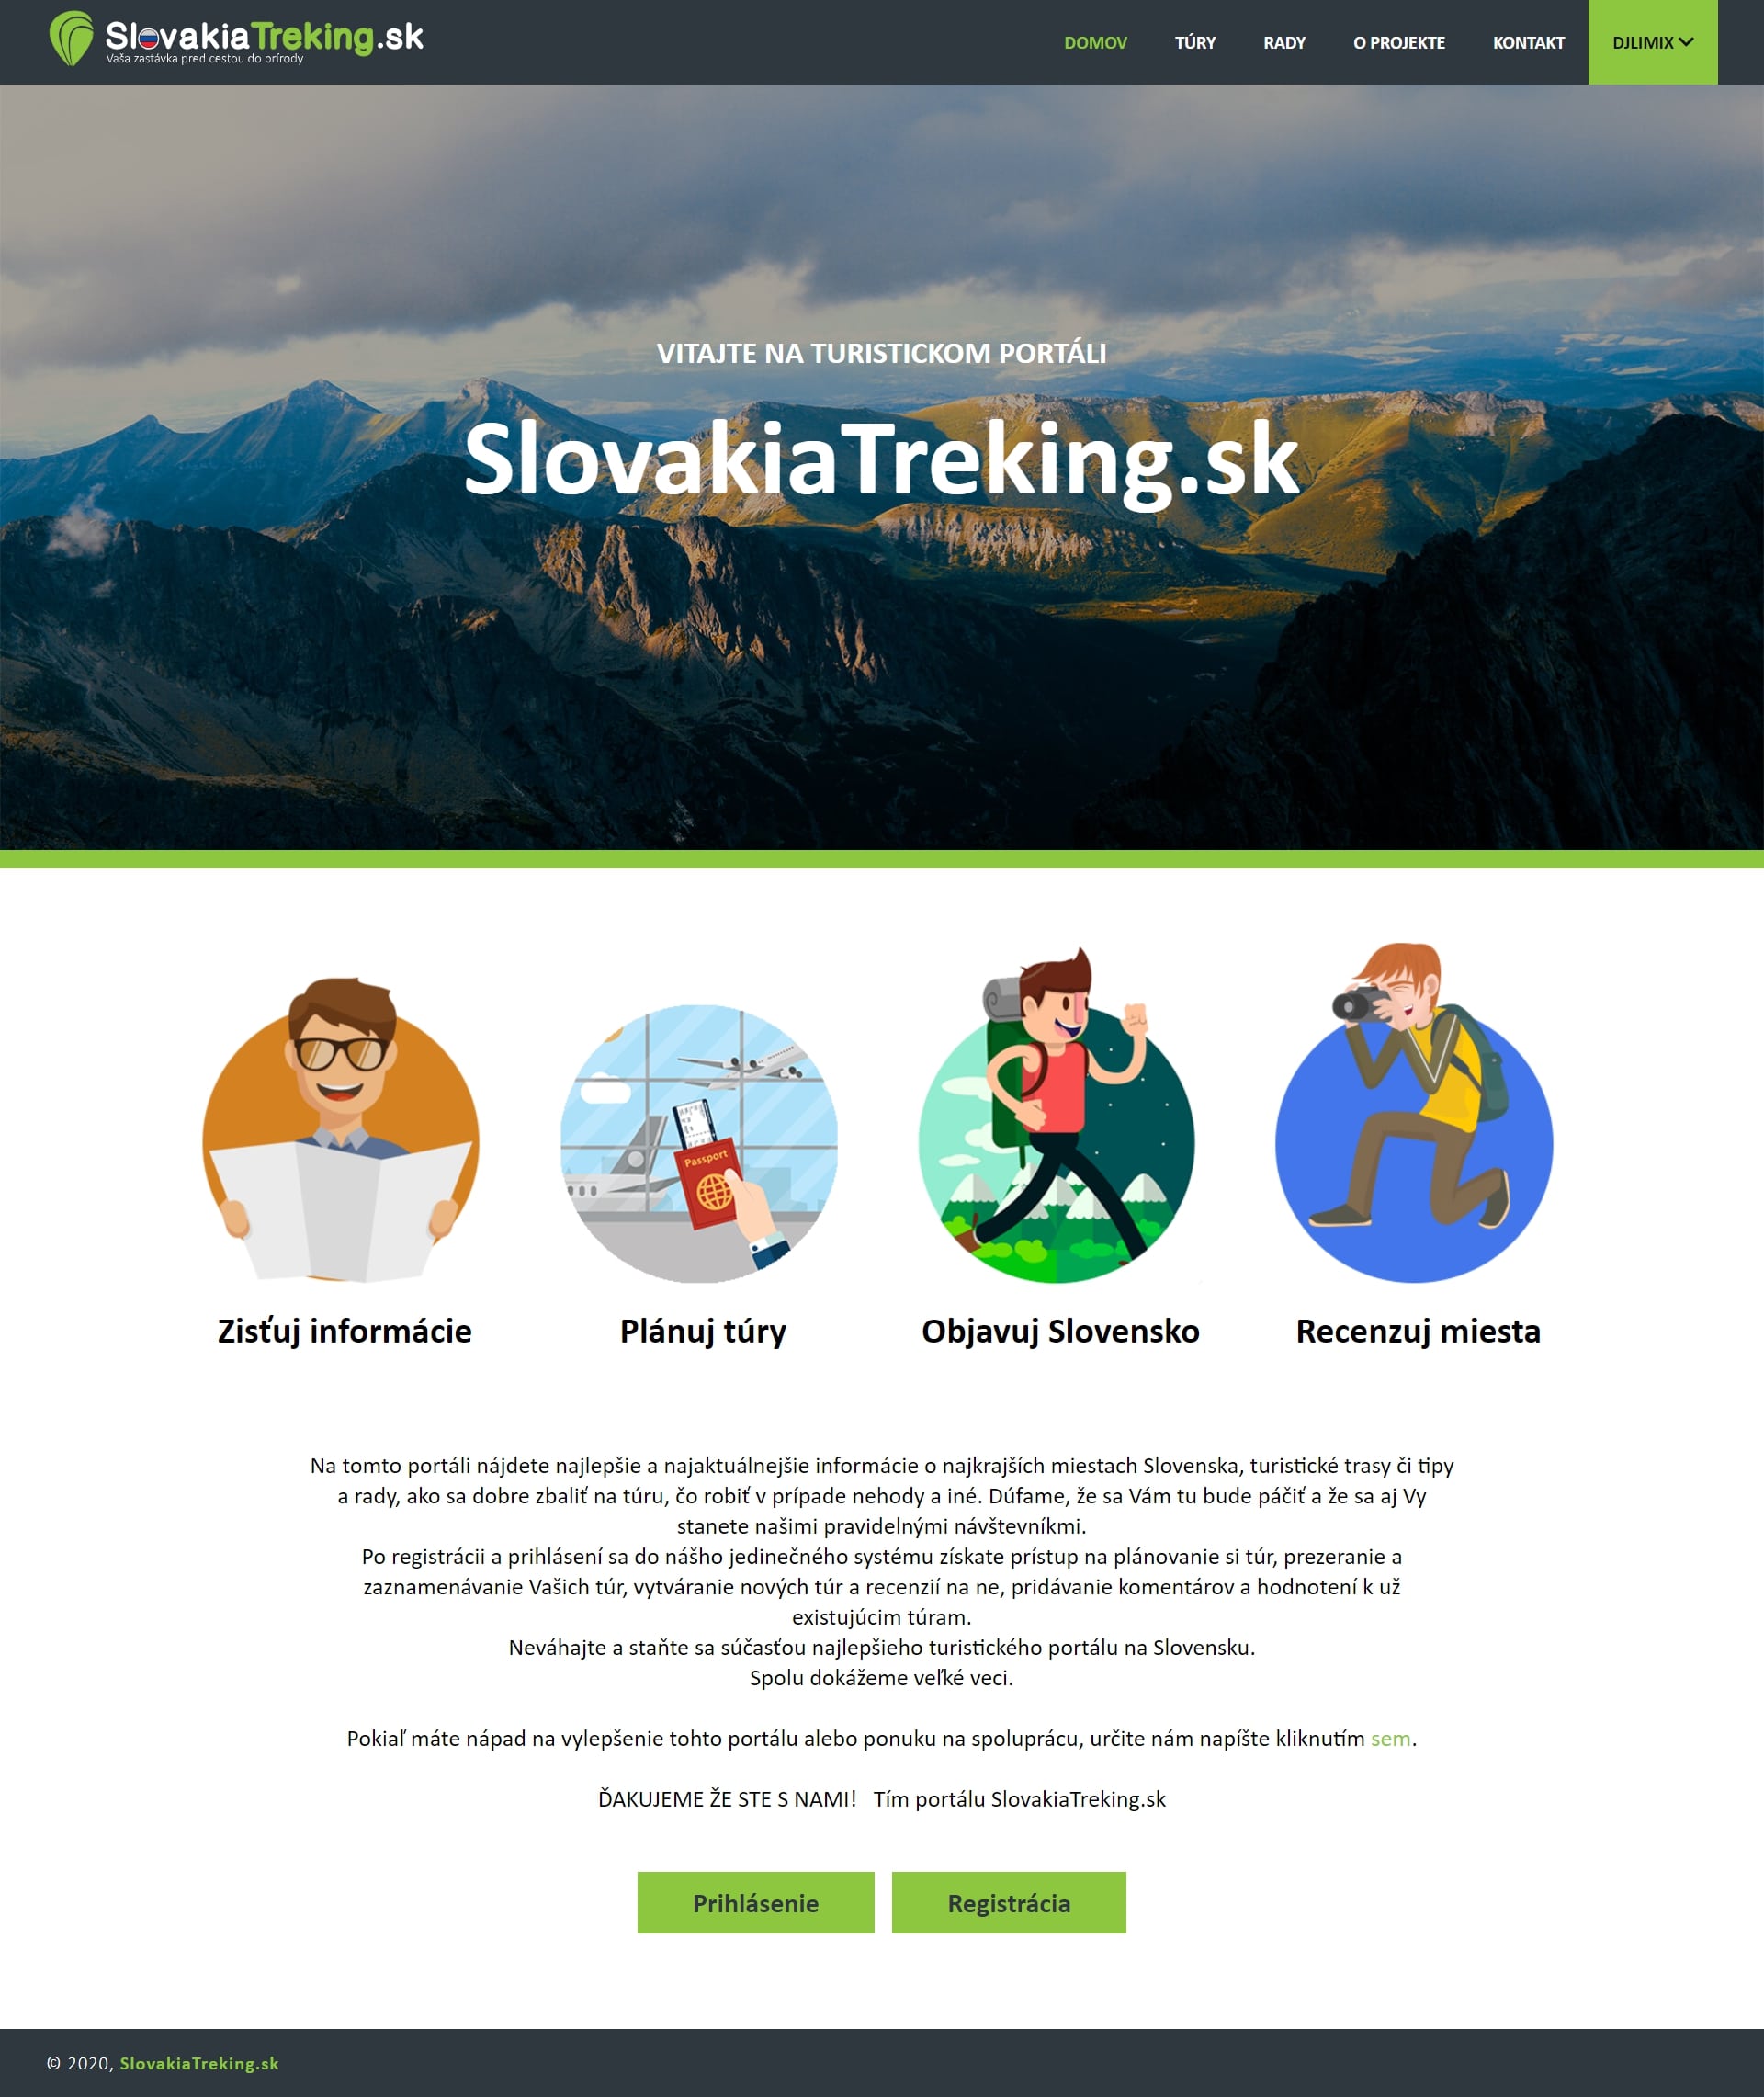 SlovakiaTreking.sk
Vaša zastávka pred cestou do prírody
DOMOV
TÚRY
RADY
O PROJEKTE
KONTAKT
DJLIMIX
VITAJTE NA TURISTICKOM PORTÁLI
SlovakiaTreking.sk
Passport
Zisťuj informácie
Plánuj túry
Objavuj Slovensko
Recenzuj miesta
Na tomto portáli nájdete najlepšie a najaktuálnejšie informácie o najkrajších miestach Slovenska, turistické trasy či tipy
a rady, ako sa dobre zbaliť na túru, čo robiť v prípade nehody a iné. Dúfame, že sa Vám tu bude páčiť a že sa aj Vy
stanete našimi pravidelnými návštevníkmi.
Po registrácii a prihlásení sa do nášho jedinečného systému získate prístup na plánovanie si túr, prezeranie a
zaznamenávanie Vašich túr, vytváranie nových túr a recenzií na ne, pridávanie komentárov a hodnotení k už
existujúcim túram.
Neváhajte a staňte sa súčasťou najlepšieho turistického portálu na Slovensku.
Spolu dokážeme veľké veci.
Pokiaľ máte nápad na vylepšenie tohto portálu alebo ponuku na spoluprácu, určite nám napíšte kliknutím sem.
ĎAKUJEME ŽE STE S NAMI! Tím portálu SlovakiaTreking.sk
Prihlásenie
Registrácia
© 2020, SlovakiaTreking.sk